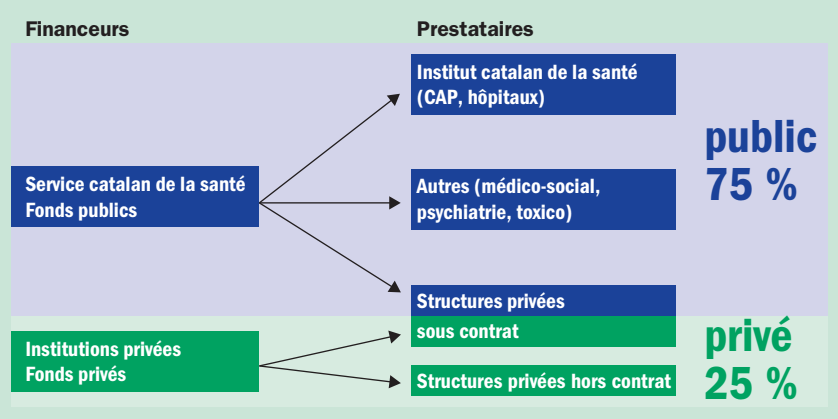 Financeurs
Prestataires
Institut catalan de la santé
(CAP, hôpitaux)
public
75 %
Service catalan de la santé
Fonds publics
Autres (médico-social,
psychiatrie, toxico)
Structures privées
sous contrat
privé
25 %
Institutions privées
Fonds privés
Structures privées hors contrat